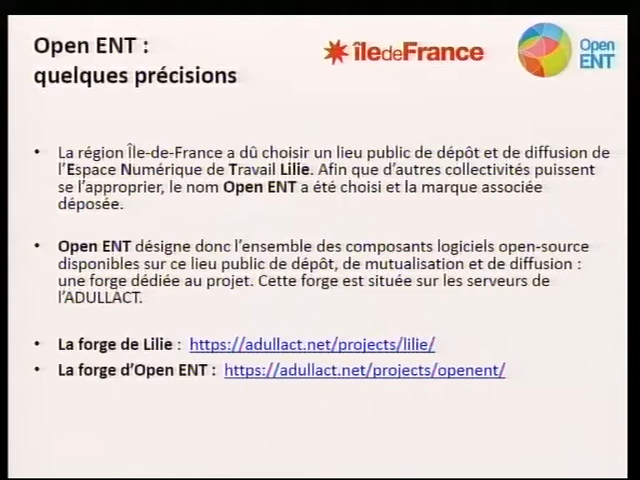 Open ENT :
quelques précisions
îledeFrance
Open
ENT
• La région Île-de-France a dû choisir un lieu public de dépôt et de diffusion de
l’Espace Numérique de Travail Lilie. Afin que d’autres collectivités puissent
se l’approprier, le nom Open ENT a été choisi et la marque associée
déposée.
• Open ENT désigne donc l’ensemble des composants logiciels open-source
disponibles sur ce lieu public de dépôt, de mutualisation et de diffusion :
une forge dédiée au projet. Cette forge est située sur les serveurs de
l’ADULLACT.
• La forge de Lilie : https://adullact.net/projects/lilie/
• La forge d’Open ENT : https://adullact.net/projects/openent/